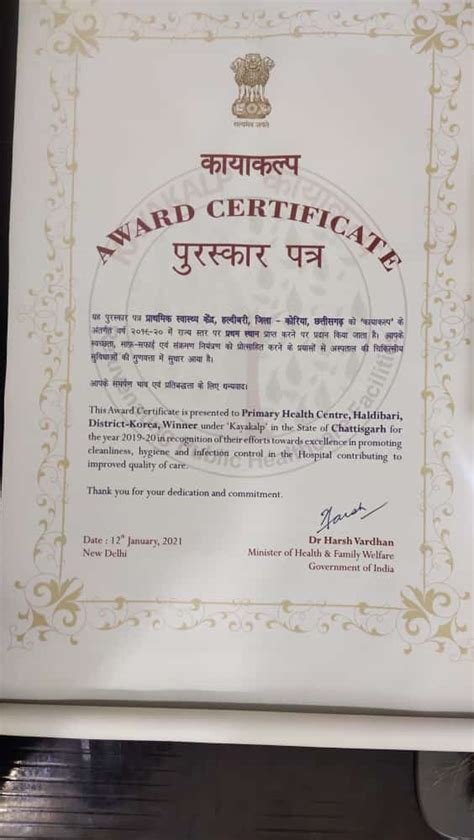 सत्यमेव जयते
कायाकल्प
AWARD CERTIFICATE
पुरस्कार पत्र
यह पुरस्कार पत्र प्राथमिक स्वास्थ्य केंद्र, हल्दीबरी, जिला - कोरिया, छत्तीसगढ़ को 'कायाकल्प' के
अंतर्गत वर्ष २०१९-२० में राज्य स्तर पर प्रथम स्थान प्राप्त करने पर प्रदान किया जाता है। आपके
स्वच्छता, साफ़-सफाई एवं संक्रमण नियंत्रण को प्रोत्साहित करने के प्रयासों से अस्पताल की चिकित्सीय
सुविधाओं की गुणवत्ता में सुधार आया है।
आपके समर्पण भाव एवं प्रतिबद्धता के लिए धन्यवाद।
This Award Certificate is presented to Primary Health Centre, Haldibari,
District-Korea, Winner under 'Kayakalp' in the State of Chattisgarh for
the year 2019-20 in recognition of their efforts towards excellence in promoting
cleanliness, hygiene and infection control in the Hospital contributing to
improved quality of care.
Thank you for your dedication and commitment.
Harsh
Date : 12th January, 2021
New Delhi
Dr Harsh Vardhan
Minister of Health & Family Welfare
Government of India